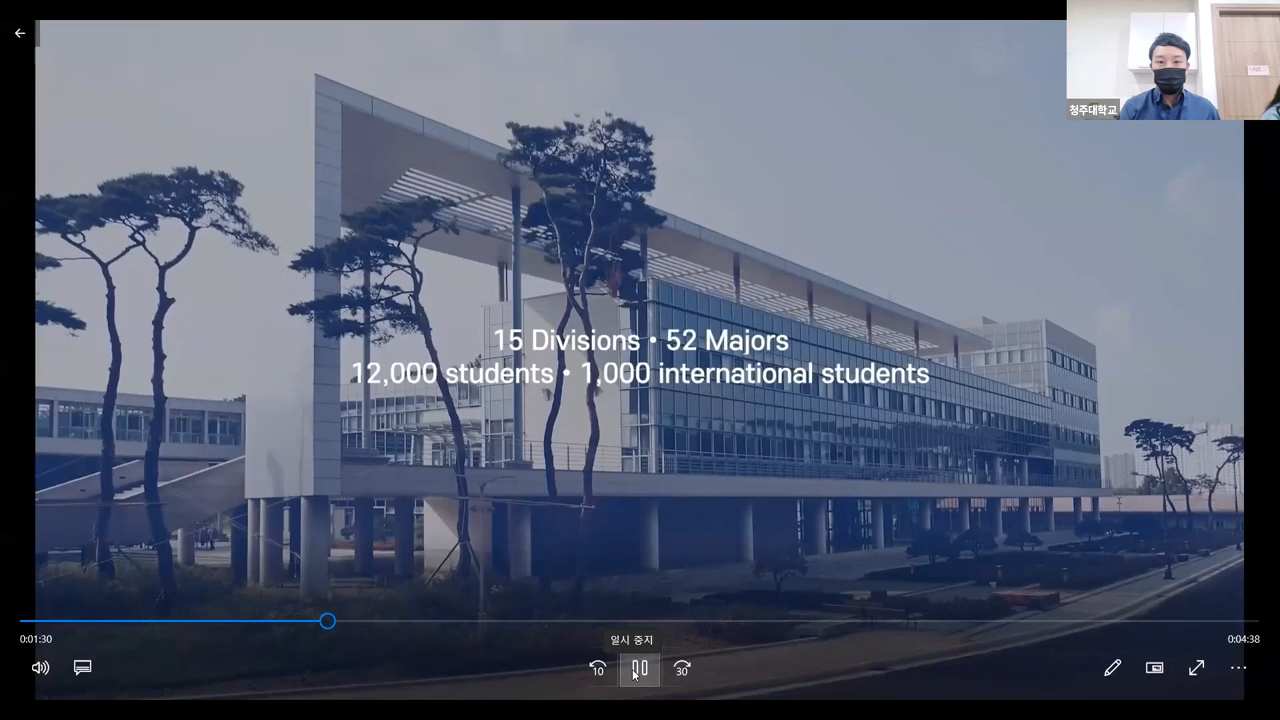 청주대학교
15 Divisions • 52 Majors
12,000 students • 1,000 international students
0:01:30
일시 중지
0:04:38
10
30